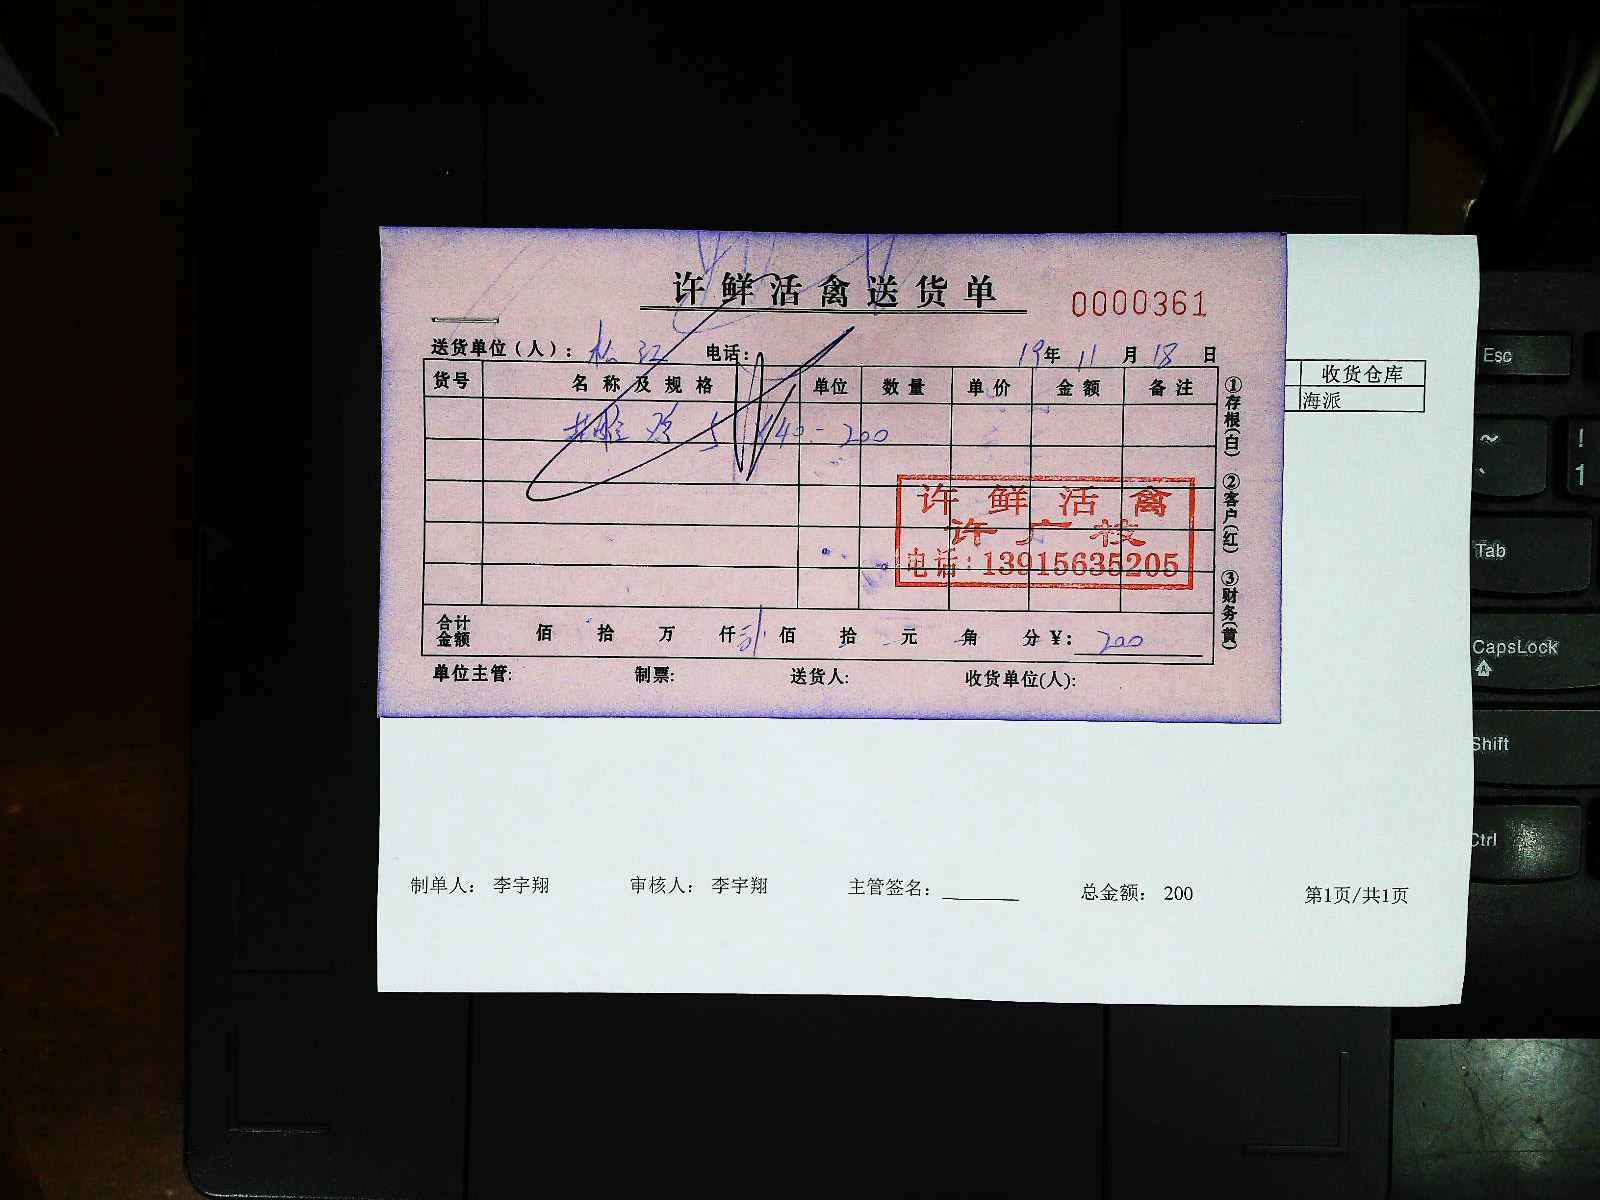 许鲜活禽送货单
0000361
送货单位（人）： 松江 电话： 19年 11 月 18 日
货号 名称及规格 单位 数量 单价 金额 备注
5 40- 200
①存根(白) ②客户(红) ③财务(黄)
许鲜活禽
许广枝
电话：13915635205
合计金额 佰 拾 万 仟 佰 拾 元 角 分 ¥： 200
单位主管: 制票: 送货人: 收货单位(人):
收货仓库
海派
制单人： 李宇翔 审核人： 李宇翔 主管签名： 总金额： 200 第1页/共1页
Esc
~
`
!
1
Tab
CapsLock
Shift
Ctrl